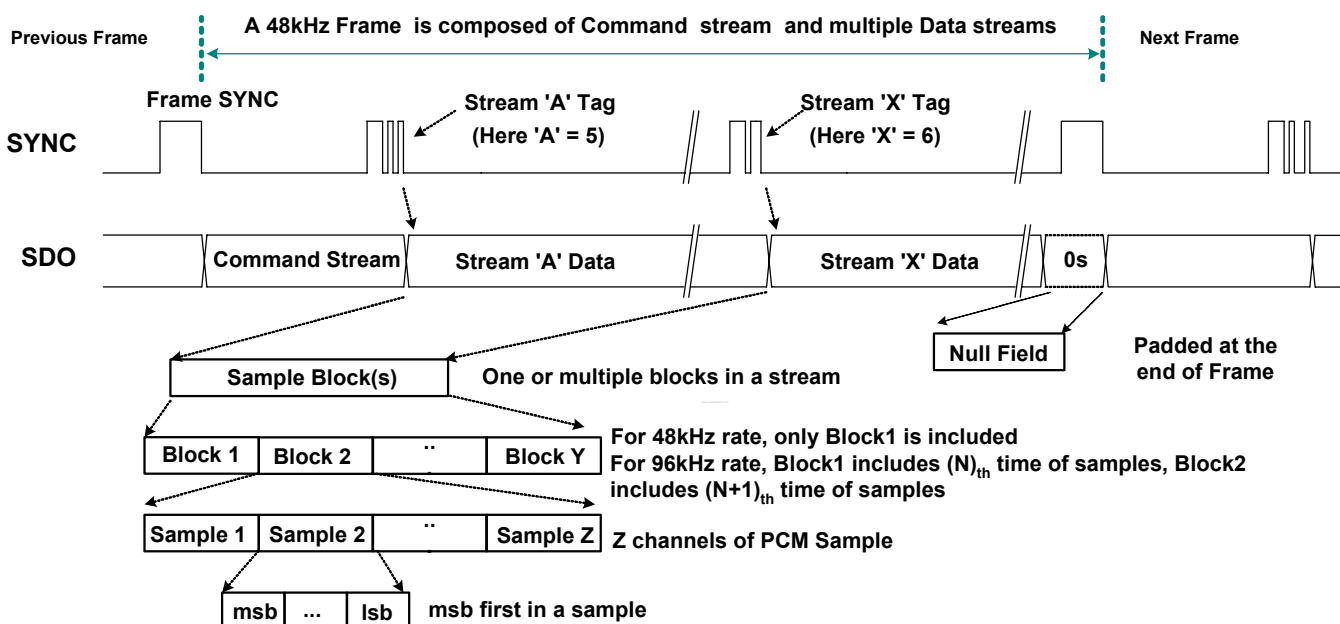 A 48kHz Frame is composed of Command stream and multiple Data streams
Previous Frame
Next Frame
Frame SYNC
Stream 'A' Tag
(Here 'A' = 5)
Stream 'X' Tag
(Here 'X' = 6)
SYNC
SDO
Command Stream
Stream 'A' Data
Stream 'X' Data
0s
Null Field
Padded at the
end of Frame
Sample Block(s)
One or multiple blocks in a stream
Block 1
Block 2
..
.
Block Y
For 48kHz rate, only Block1 is included
For 96kHz rate, Block1 includes (N)th time of samples, Block2
includes (N+1)th time of samples
Sample 1
Sample 2
..
.
Sample Z
Z channels of PCM Sample
msb
...
lsb
msb first in a sample